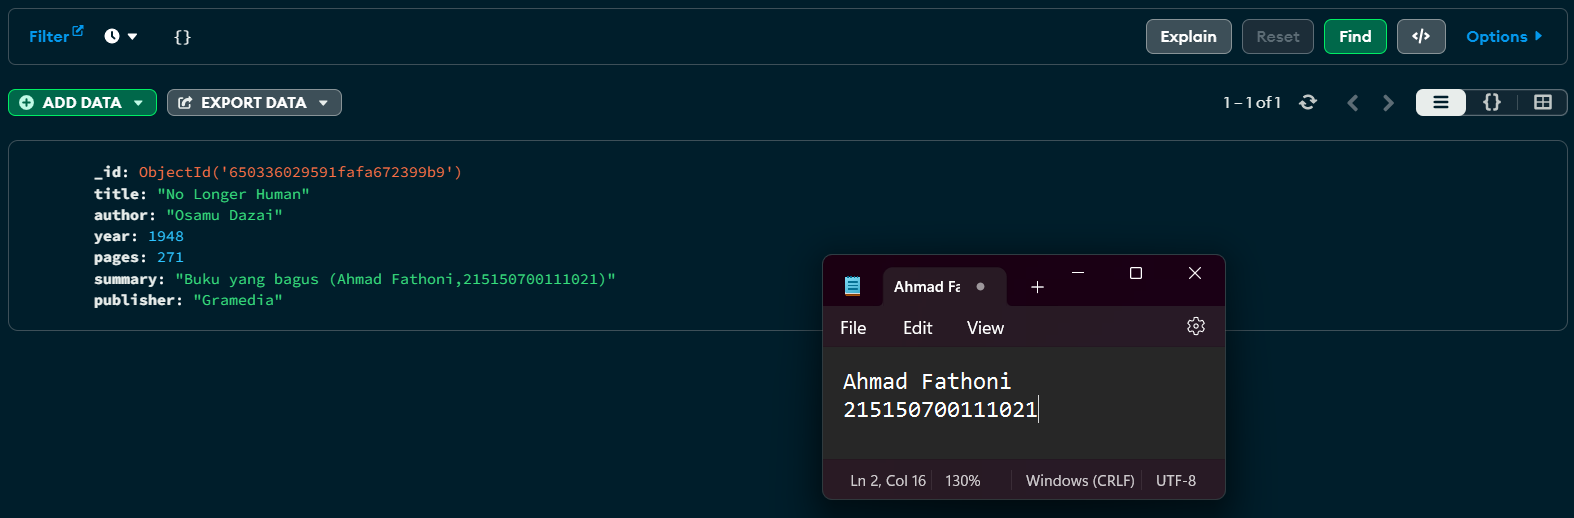 Filter {} Explain Reset Find </> Options
ADD DATA EXPORT DATA 1 – 1 of 1 {}
_id: ObjectId('650336029591fafa672399b9')
title: "No Longer Human"
author: "Osamu Dazai"
year: 1948
pages: 271
summary: "Buku yang bagus (Ahmad Fathoni,215150700111021)"
publisher: "Gramedia"
Ahmad Fa
File Edit View
Ahmad Fathoni
215150700111021
Ln 2, Col 16 130% Windows (CRLF) UTF-8